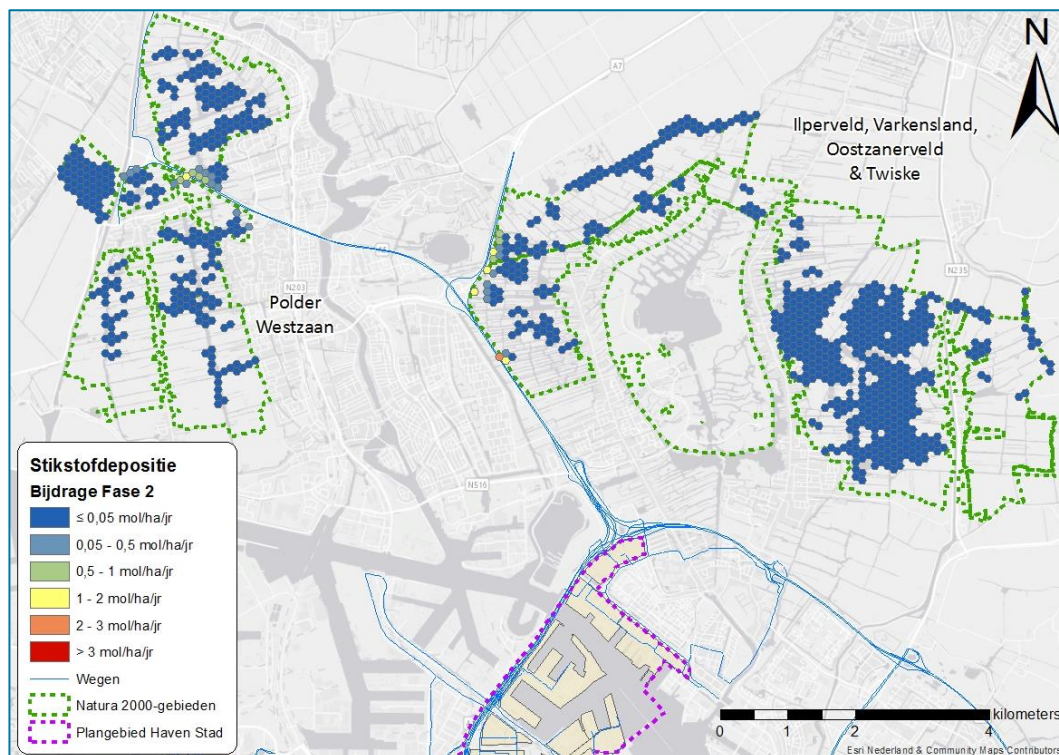 N
A7
Ilperveld, Varkensland,
Oostzanerveld
& Twiske
N235
N203
Polder
Westzaan
N516
Stikstofdepositie
Bijdrage Fase 2
≤ 0,05 mol/ha/jr
0,05 - 0,5 mol/ha/jr
0,5 - 1 mol/ha/jr
1 - 2 mol/ha/jr
2 - 3 mol/ha/jr
> 3 mol/ha/jr
Wegen
Natura 2000-gebieden
Plangebied Haven Stad
kilometers
0 1 2 4
Esri Nederland & Community Maps Contributors